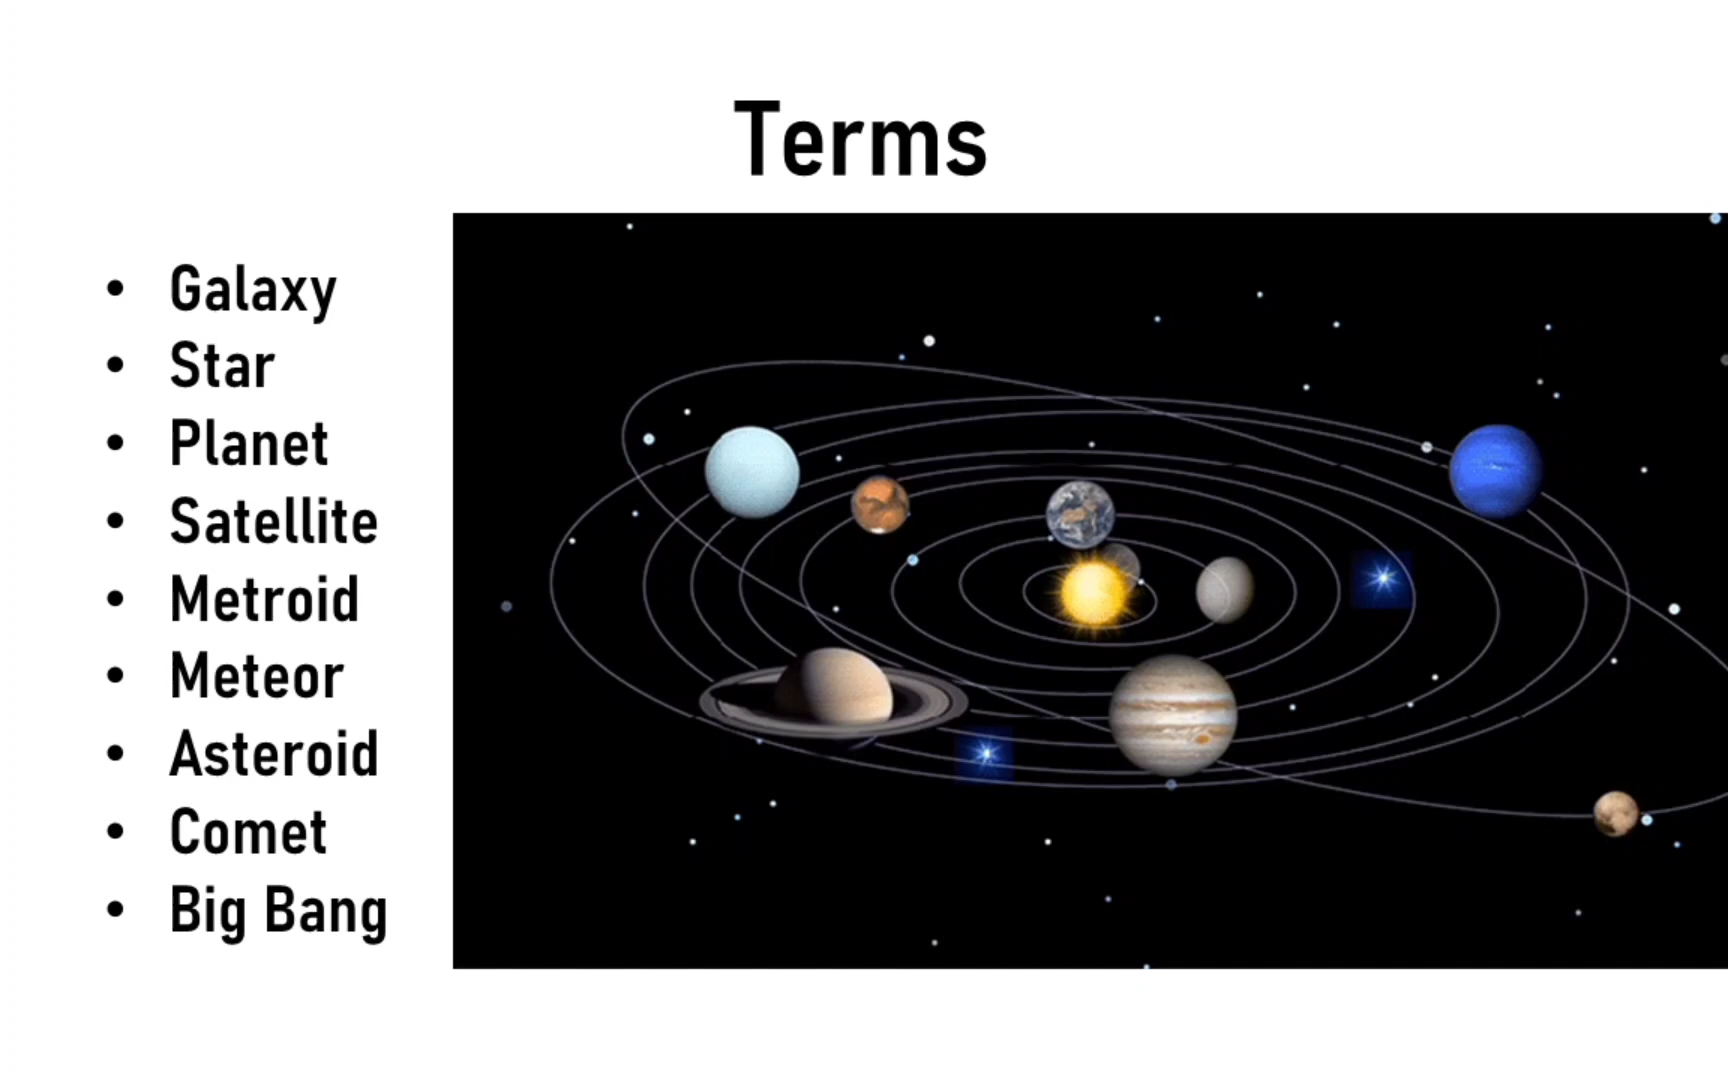 Terms
• Galaxy
• Star
• Planet
• Satellite
• Metroid
• Meteor
• Asteroid
• Comet
• Big Bang